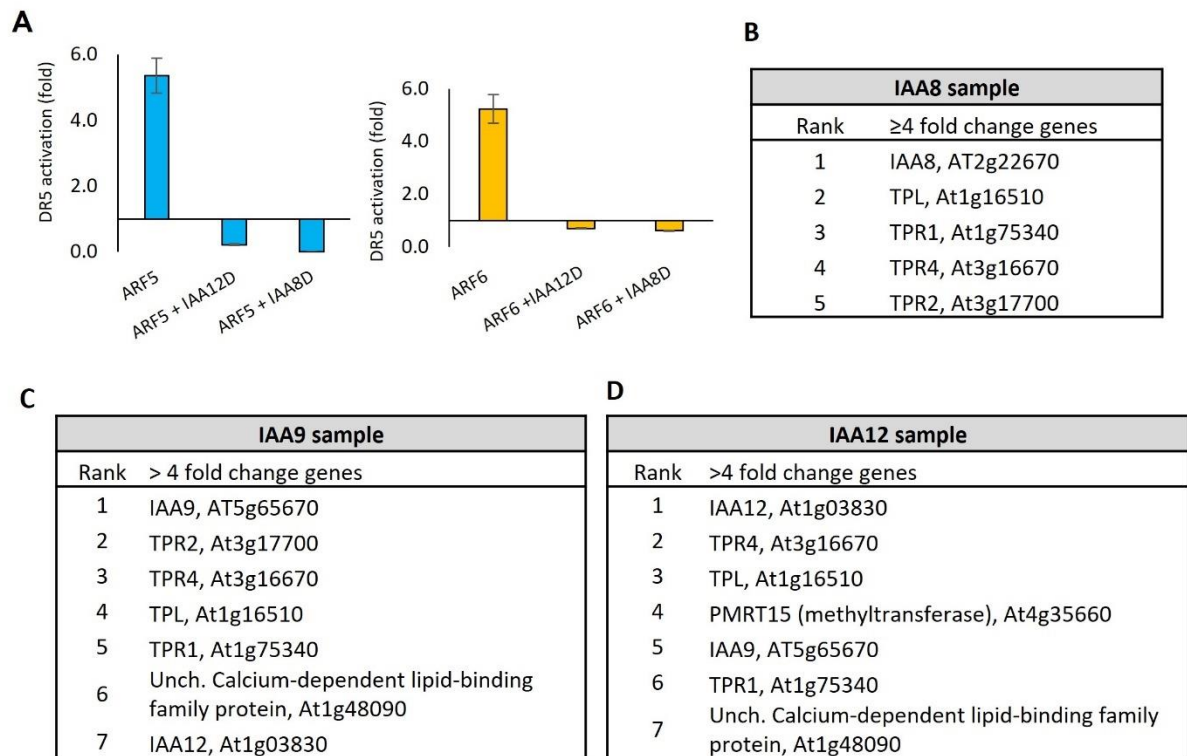 A
DR5 activation (fold)
6.0
4.0
2.0
0.0
ARF5
ARF5 + IAA12D
ARF5 + IAA8D
DR5 activation (fold)
6.0
4.0
2.0
0.0
ARF6
ARF6 +IAA12D
ARF6 + IAA8D
B
IAA8 sample
Rank ≥4 fold change genes
1 IAA8, AT2g22670
2 TPL, At1g16510
3 TPR1, At1g75340
4 TPR4, At3g16670
5 TPR2, At3g17700
C
IAA9 sample
Rank > 4 fold change genes
1 IAA9, AT5g65670
2 TPR2, At3g17700
3 TPR4, At3g16670
4 TPL, At1g16510
5 TPR1, At1g75340
6 Unch. Calcium-dependent lipid-binding
family protein, At1g48090
7 IAA12, At1g03830
D
IAA12 sample
Rank >4 fold change genes
1 IAA12, At1g03830
2 TPR4, At3g16670
3 TPL, At1g16510
4 PMRT15 (methyltransferase), At4g35660
5 IAA9, AT5g65670
6 TPR1, At1g75340
7 Unch. Calcium-dependent lipid-binding family
protein, At1g48090